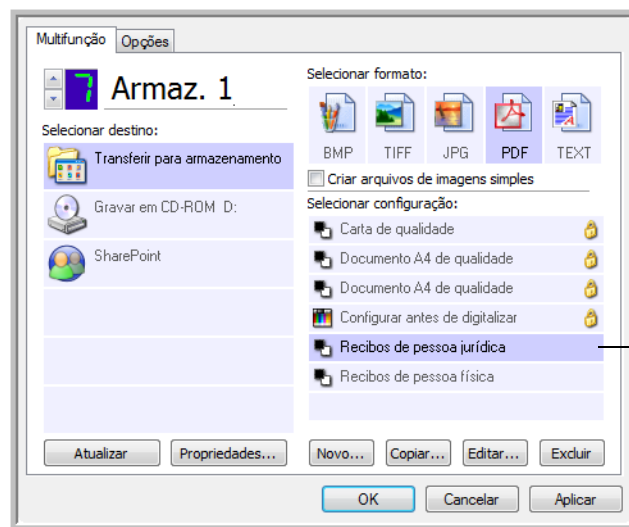 Multifunção Opções
7 Armaz. 1
Selecionar destino:
Transferir para armazenamento
Gravar em CD-ROM D:
SharePoint
Atualizar Propriedades...
Selecionar formato:
BMP TIFF JPG PDF TEXT
Criar arquivos de imagens simples
Selecionar configuração:
Carta de qualidade
Documento A4 de qualidade
Documento A4 de qualidade
Configurar antes de digitalizar
Recibos de pessoa jurídica
Recibos de pessoa física
Novo... Copiar... Editar... Excluir
OK Cancelar Aplicar